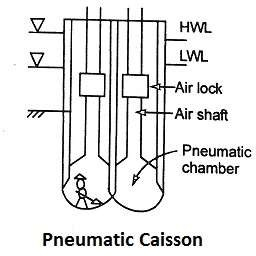 HWL
LWL
Air lock
Air shaft
Pneumatic
chamber
Pneumatic Caisson